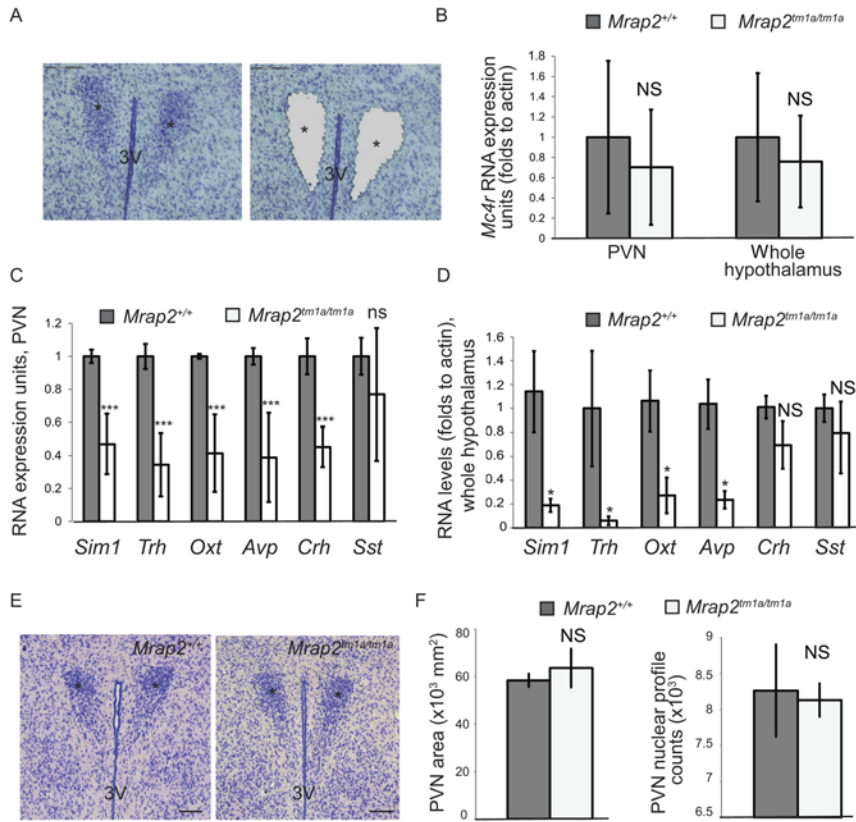 A
*
*
3V
*
*
3V
B
Mrap2+/+
Mrap2tm1a/tm1a
Mc4r RNA expression
units (folds to actin)
1.8
1.6
1.4
1.2
1
0.8
0.6
0.4
0.2
0
NS
NS
PVN
Whole
hypothalamus
C
Mrap2+/+
Mrap2tm1a/tm1a
RNA expression units, PVN
1.2
1
0.8
0.6
0.4
0.2
0
***
***
***
***
***
ns
Sim1 Trh Oxt Avp Crh Sst
D
Mrap2+/+
Mrap2tm1a/tm1a
RNA levels (folds to actin),
whole hypothalamus
1.6
1.4
1.2
1
0.8
0.6
0.4
0.2
0
*
*
*
*
NS
NS
Sim1 Trh Oxt Avp Crh Sst
E
Mrap2+/+
*
*
3V
Mrap2tm1a/tm1a
*
*
3V
F
Mrap2+/+
Mrap2tm1a/tm1a
PVN area (x10³ mm²)
80
60
40
20
0
NS
PVN nuclear profile
counts (x10³)
9
8.5
8
7.5
7
6.5
NS